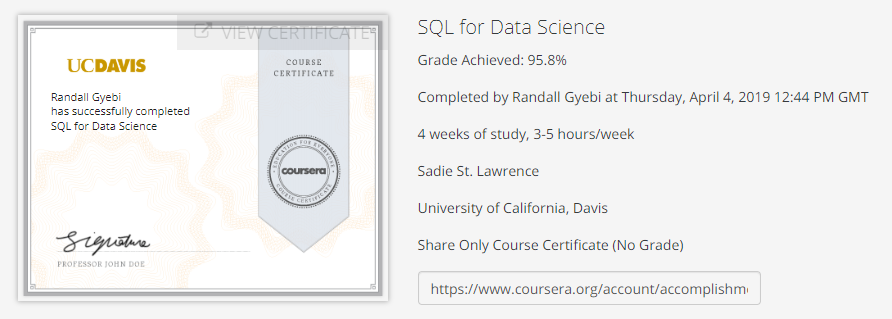 VIEW CERTIFICATE
UCDAVIS
COURSE
CERTIFICATE
Randall Gyebi
has successfully completed
SQL for Data Science
EDUCATION FOR EVERYONE
coursera
COURSE CERTIFICATE
Signature
PROFESSOR JOHN DOE
SQL for Data Science
Grade Achieved: 95.8%
Completed by Randall Gyebi at Thursday, April 4, 2019 12:44 PM GMT
4 weeks of study, 3-5 hours/week
Sadie St. Lawrence
University of California, Davis
Share Only Course Certificate (No Grade)
https://www.coursera.org/account/accomplishm